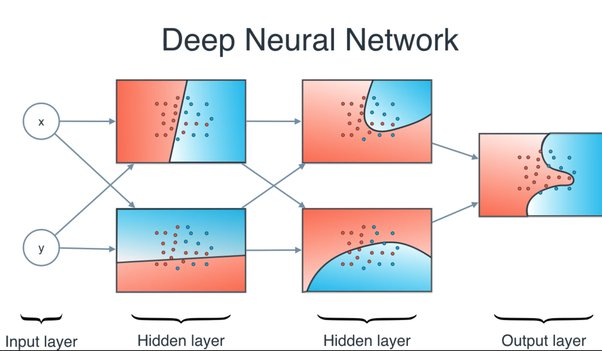 Deep Neural Network
x
y
Input layer
Hidden layer
Hidden layer
Output layer